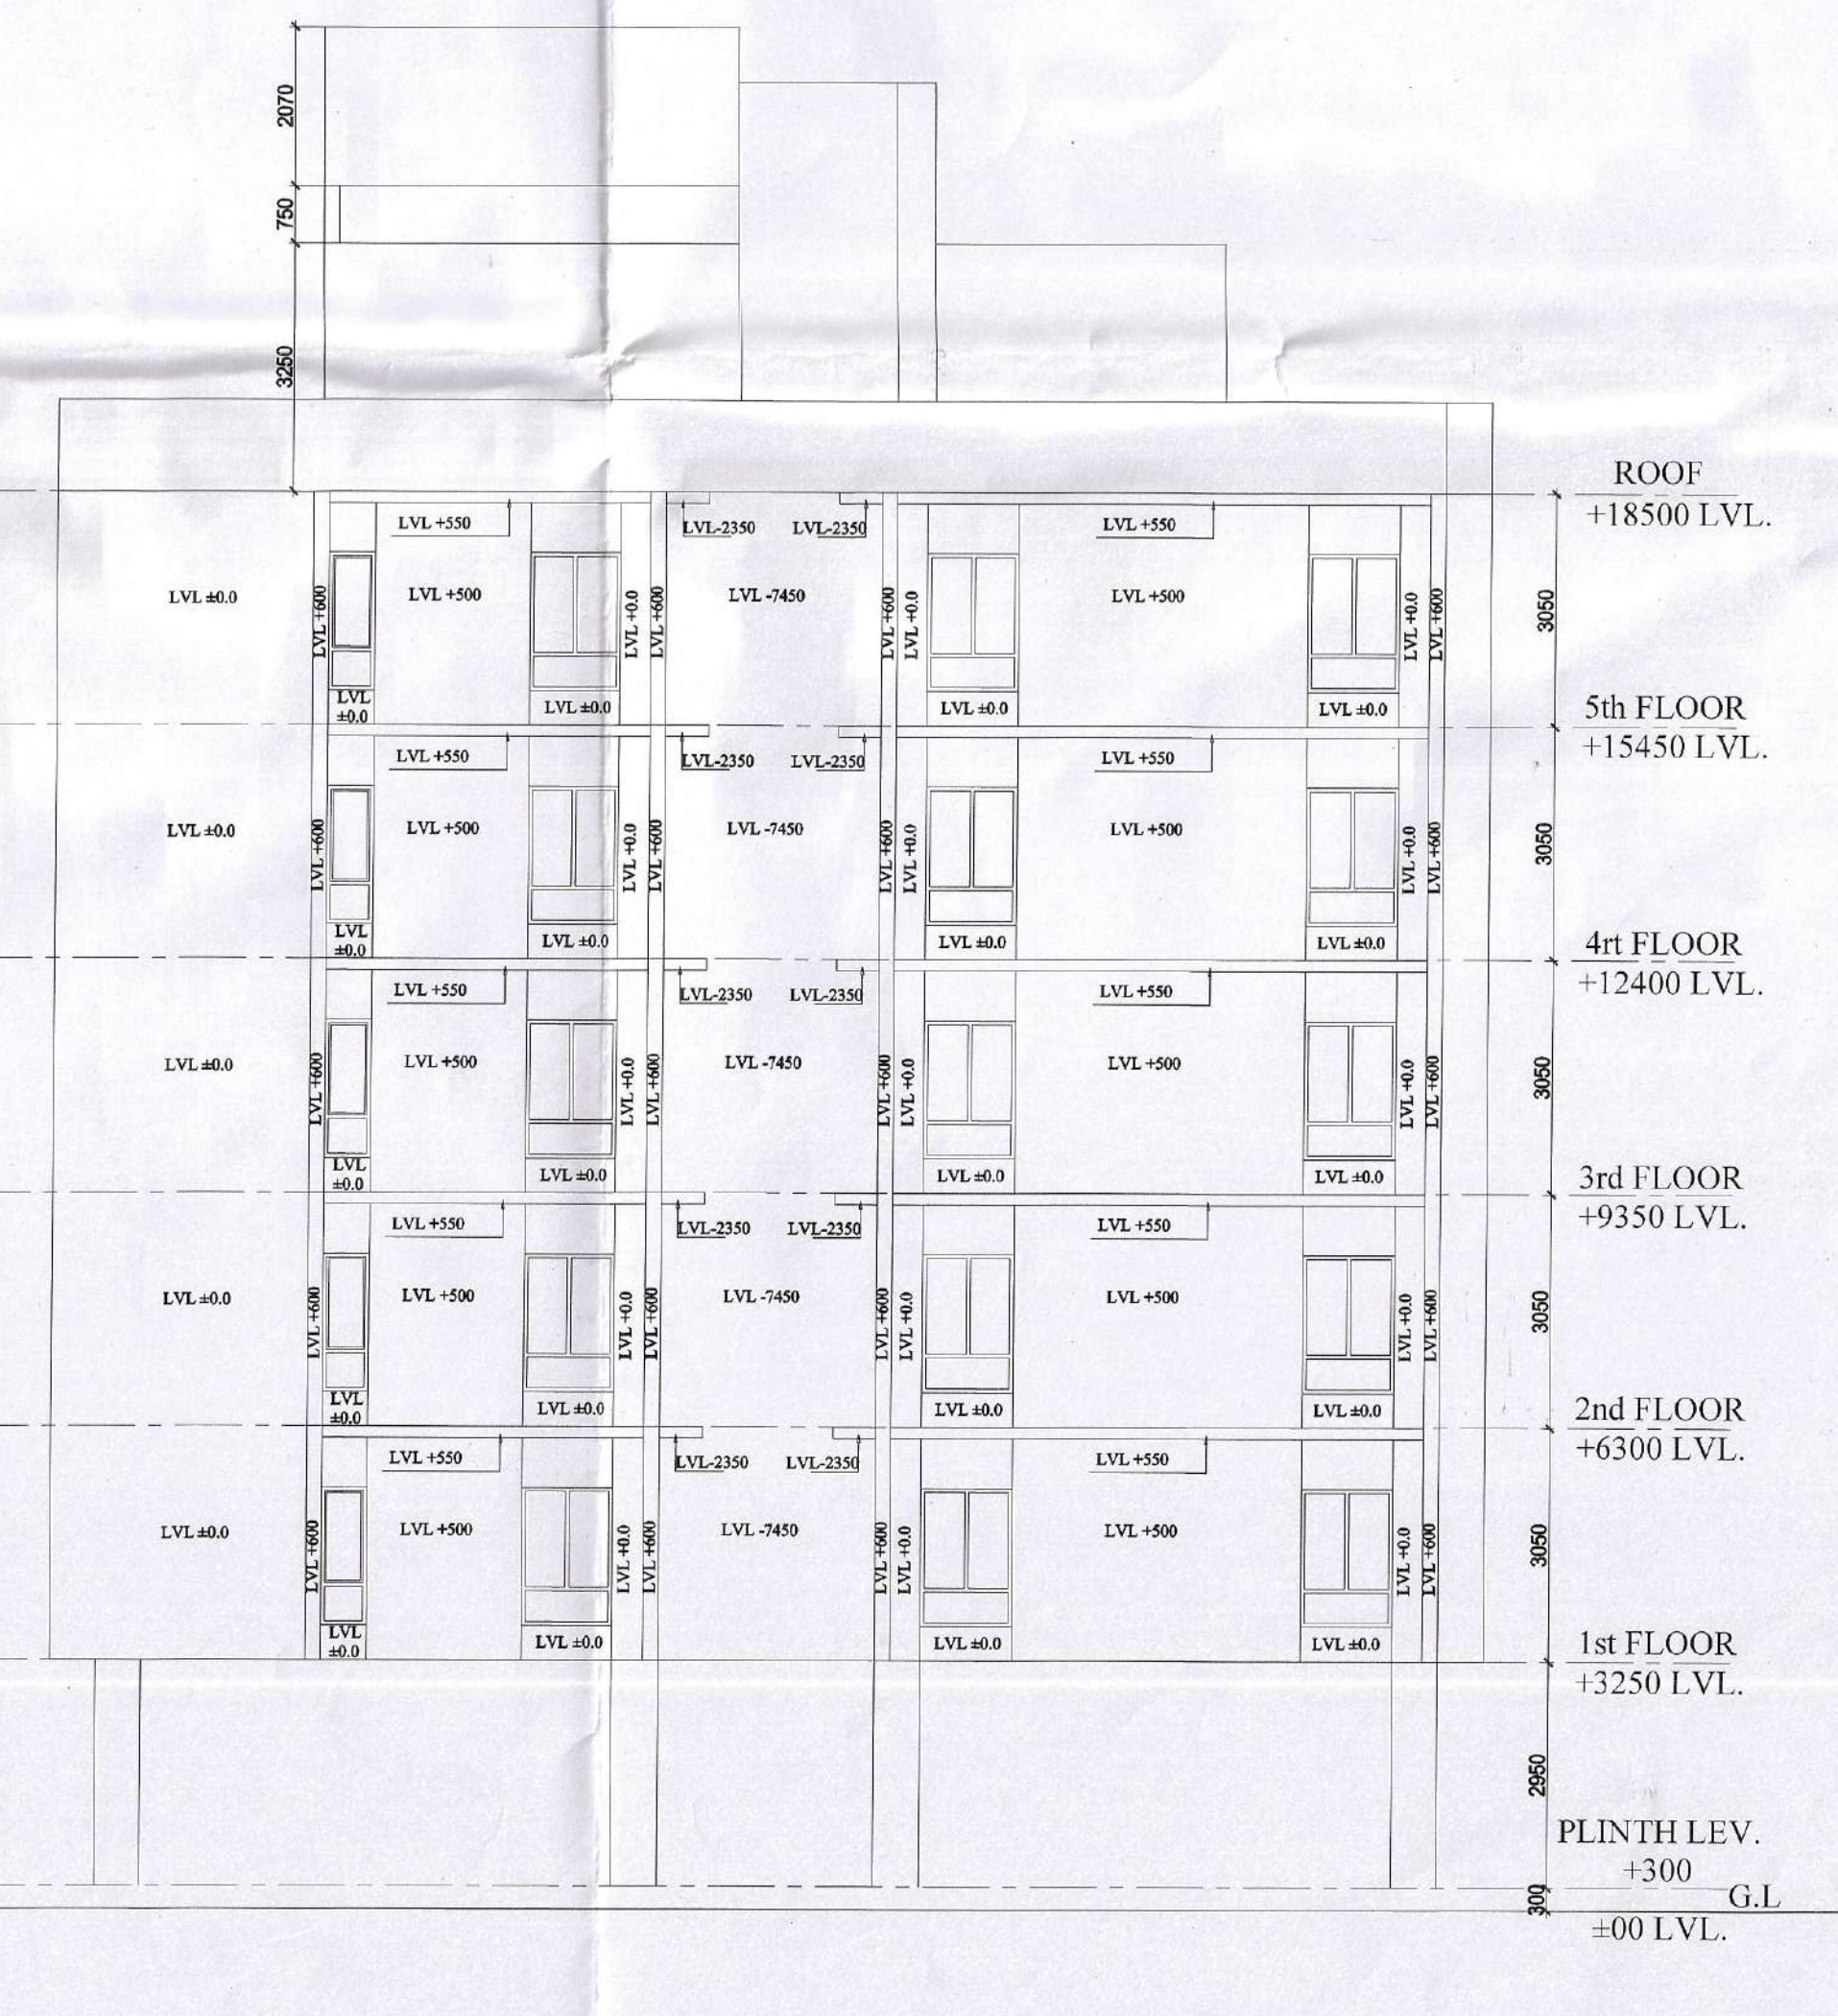 2070
750
3250
ROOF
+18500 LVL.
LVL +550
LVL-2350
LVL-2350
LVL +550
LVL ±0.0
LVL +600
LVL +500
LVL +0.0
LVL +600
LVL -7450
LVL +600
LVL +0.0
LVL +500
LVL +0.0
LVL +600
3050
LVL
±0.0
LVL ±0.0
LVL ±0.0
LVL ±0.0
5th FLOOR
+15450 LVL.
LVL +550
LVL-2350
LVL-2350
LVL +550
LVL ±0.0
LVL +600
LVL +500
LVL +0.0
LVL +600
LVL -7450
LVL +600
LVL +0.0
LVL +500
LVL +0.0
LVL +600
3050
LVL
±0.0
LVL ±0.0
LVL ±0.0
LVL ±0.0
4rt FLOOR
+12400 LVL.
LVL +550
LVL-2350
LVL-2350
LVL +550
LVL ±0.0
LVL +600
LVL +500
LVL +0.0
LVL +600
LVL -7450
LVL +600
LVL +0.0
LVL +500
LVL +0.0
LVL +600
3050
LVL
±0.0
LVL ±0.0
LVL ±0.0
LVL ±0.0
3rd FLOOR
+9350 LVL.
LVL +550
LVL-2350
LVL-2350
LVL +550
LVL ±0.0
LVL +600
LVL +500
LVL +0.0
LVL +600
LVL -7450
LVL +600
LVL +0.0
LVL +500
LVL +0.0
LVL +600
3050
LVL
±0.0
LVL ±0.0
LVL ±0.0
LVL ±0.0
2nd FLOOR
+6300 LVL.
LVL +550
LVL-2350
LVL-2350
LVL +550
LVL ±0.0
LVL +600
LVL +500
LVL +0.0
LVL +600
LVL -7450
LVL +600
LVL +0.0
LVL +500
LVL +0.0
LVL +600
3050
LVL
±0.0
LVL ±0.0
LVL ±0.0
LVL ±0.0
1st FLOOR
+3250 LVL.
2950
PLINTH LEV.
+300
300
G.L
±00 LVL.